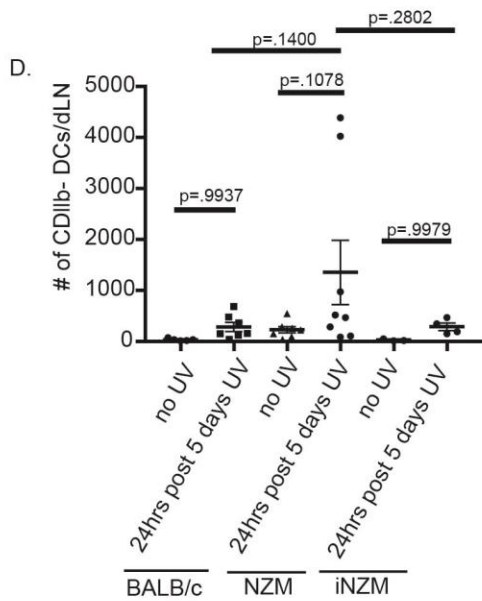 D.
# of CDIIb- DCs/dLN
5000
4000
3000
2000
1000
0
p=.1400
p=.2802
p=.1078
p=.9937
p=.9979
no UV
24hrs post 5 days UV
no UV
24hrs post 5 days UV
no UV
24hrs post 5 days UV
BALB/c
NZM
iNZM